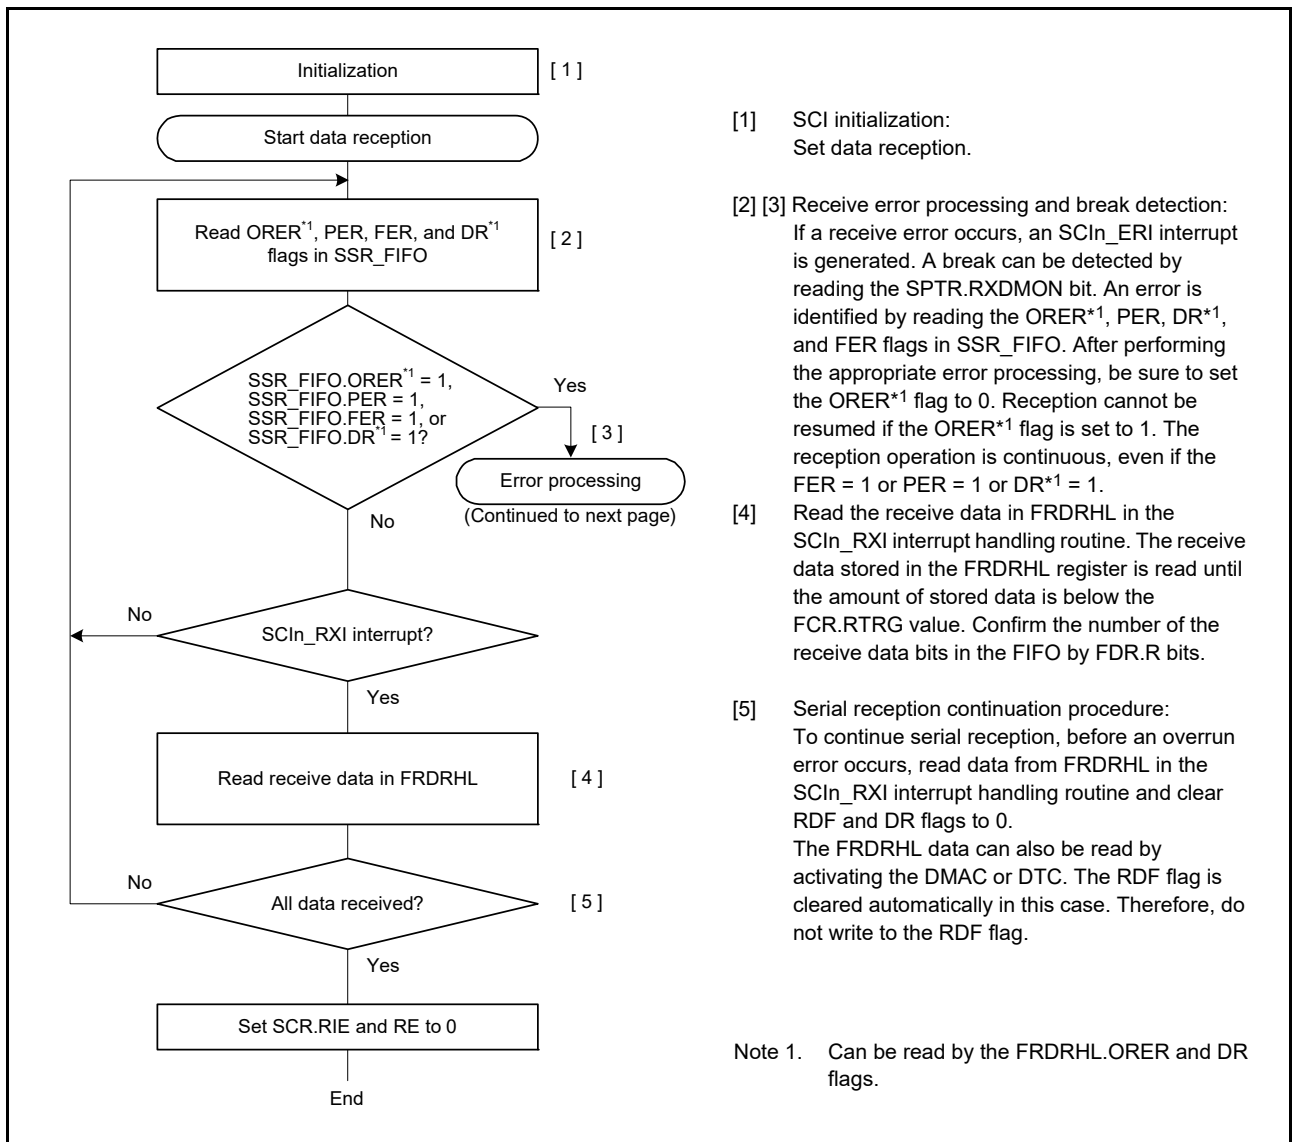 Initialization
[ 1 ]
Start data reception
Read ORER*1, PER, FER, and DR*1
flags in SSR_FIFO
[ 2 ]
SSR_FIFO.ORER*1 = 1,
SSR_FIFO.PER = 1,
SSR_FIFO.FER = 1, or
SSR_FIFO.DR*1 = 1?
Yes
[ 3 ]
Error processing
(Continued to next page)
No
No
SCIn_RXI interrupt?
Yes
Read receive data in FRDRHL
[ 4 ]
No
All data received?
[ 5 ]
Yes
Set SCR.RIE and RE to 0
End
[1] SCI initialization:
Set data reception.
[2] [3] Receive error processing and break detection:
If a receive error occurs, an SCIn_ERI interrupt
is generated. A break can be detected by
reading the SPTR.RXDMON bit. An error is
identified by reading the ORER*1, PER, DR*1,
and FER flags in SSR_FIFO. After performing
the appropriate error processing, be sure to set
the ORER*1 flag to 0. Reception cannot be
resumed if the ORER*1 flag is set to 1. The
reception operation is continuous, even if the
FER = 1 or PER = 1 or DR*1 = 1.
[4] Read the receive data in FRDRHL in the
SCIn_RXI interrupt handling routine. The receive
data stored in the FRDRHL register is read until
the amount of stored data is below the
FCR.RTRG value. Confirm the number of the
receive data bits in the FIFO by FDR.R bits.
[5] Serial reception continuation procedure:
To continue serial reception, before an overrun
error occurs, read data from FRDRHL in the
SCIn_RXI interrupt handling routine and clear
RDF and DR flags to 0.
The FRDRHL data can also be read by
activating the DMAC or DTC. The RDF flag is
cleared automatically in this case. Therefore, do
not write to the RDF flag.
Note 1. Can be read by the FRDRHL.ORER and DR
flags.